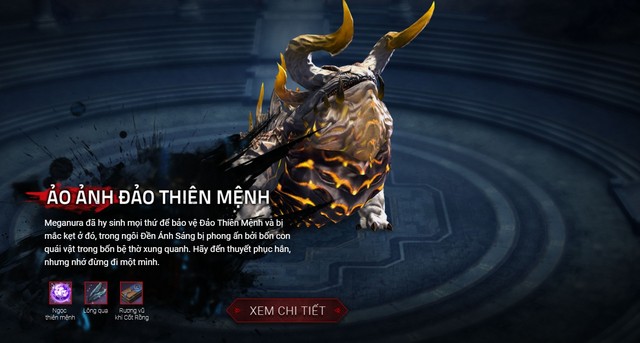 ẢO ẢNH ĐẢO THIÊN MỆNH
Meganura đã hy sinh mọi thứ để bảo vệ Đảo Thiên Mệnh và bị
mắc kẹt ở đó, trong ngôi Đền Ánh Sáng bị phong ấn bởi bốn con
quái vật trong bốn bệ thờ xung quanh. Hãy đến thuyết phục hắn,
nhưng nhớ đừng đi một mình.
Ngọc
thiên mệnh
Lông quạ
Rương vũ
khí Cốt Rồng
XEM CHI TIẾT